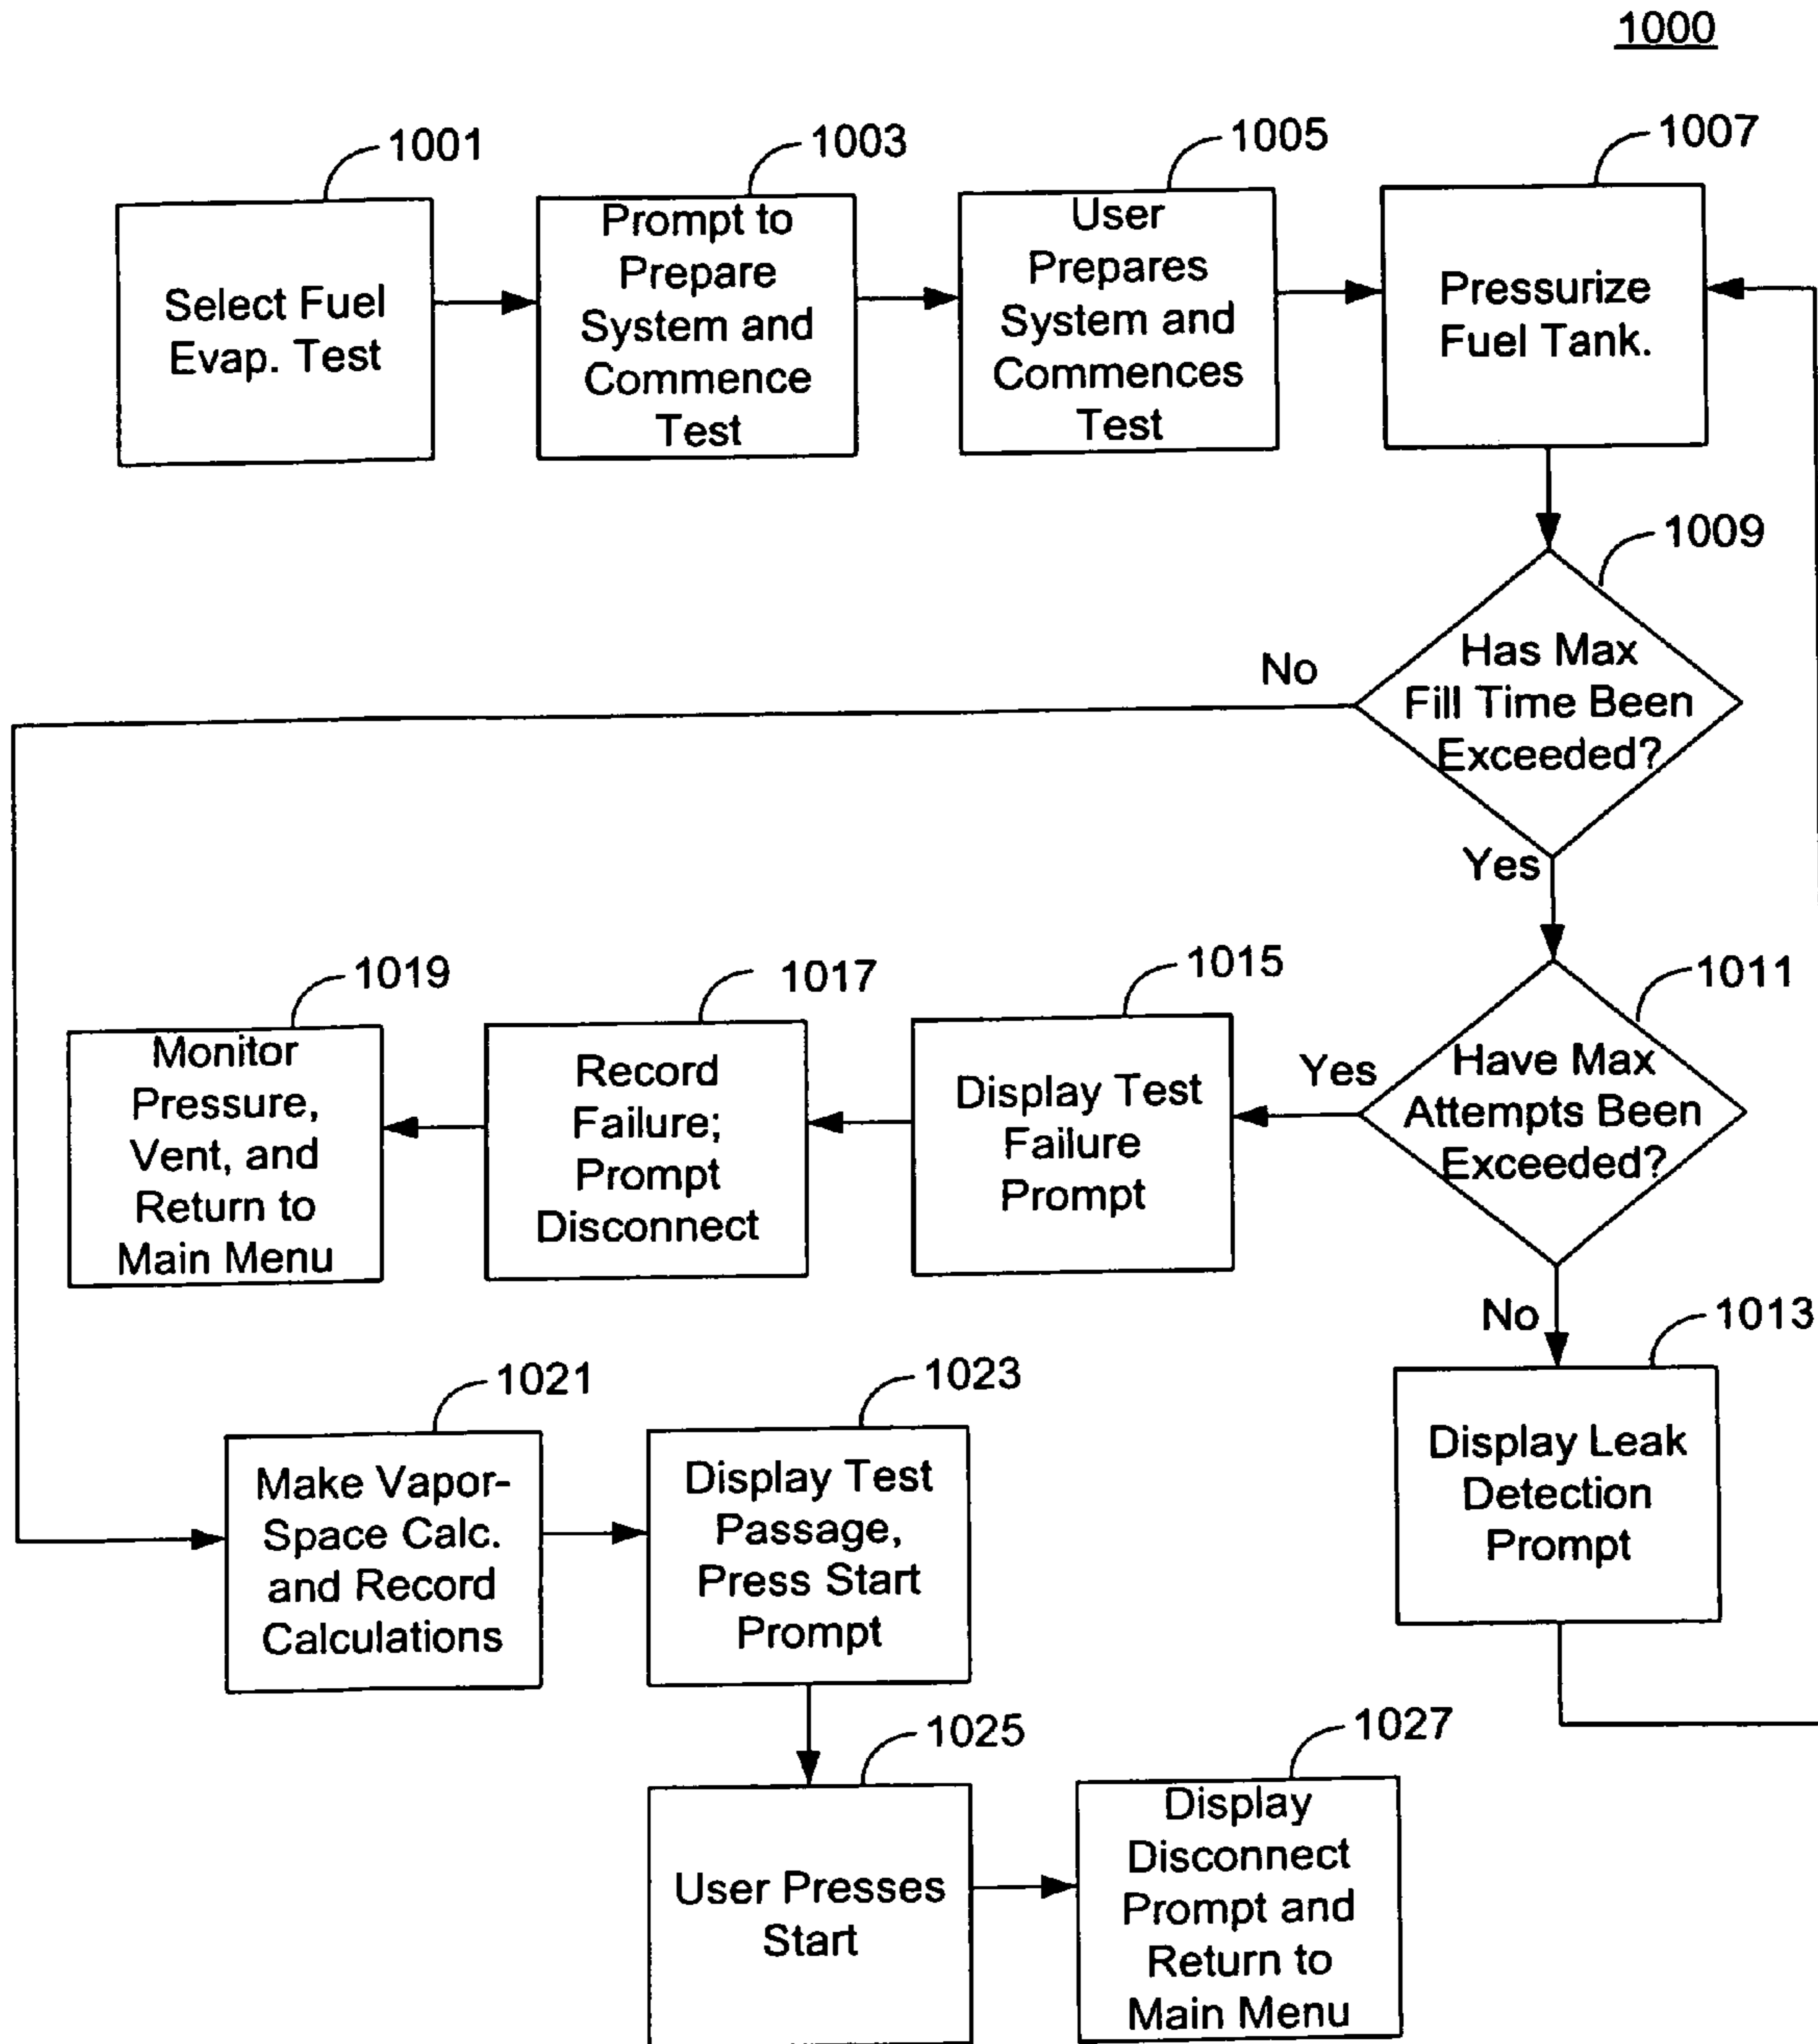 1000
1001
1003
1005
1007
Select Fuel
Evap. Test
Prompt to
Prepare
System and
Commence
Test
User
Prepares
System and
Commences
Test
Pressurize
Fuel Tank.
1009
Has Max
Fill Time Been
Exceeded?
No
Yes
1019
1017
1015
1011
Monitor
Pressure,
Vent, and
Return to
Main Menu
Record
Failure;
Prompt
Disconnect
Display Test
Failure
Prompt
Yes
Have Max
Attempts Been
Exceeded?
No
1013
1021
1023
Make Vapor-
Space Calc.
and Record
Calculations
Display Test
Passage,
Press Start
Prompt
Display Leak
Detection
Prompt
1025
1027
User Presses
Start
Display
Disconnect
Prompt and
Return to
Main Menu